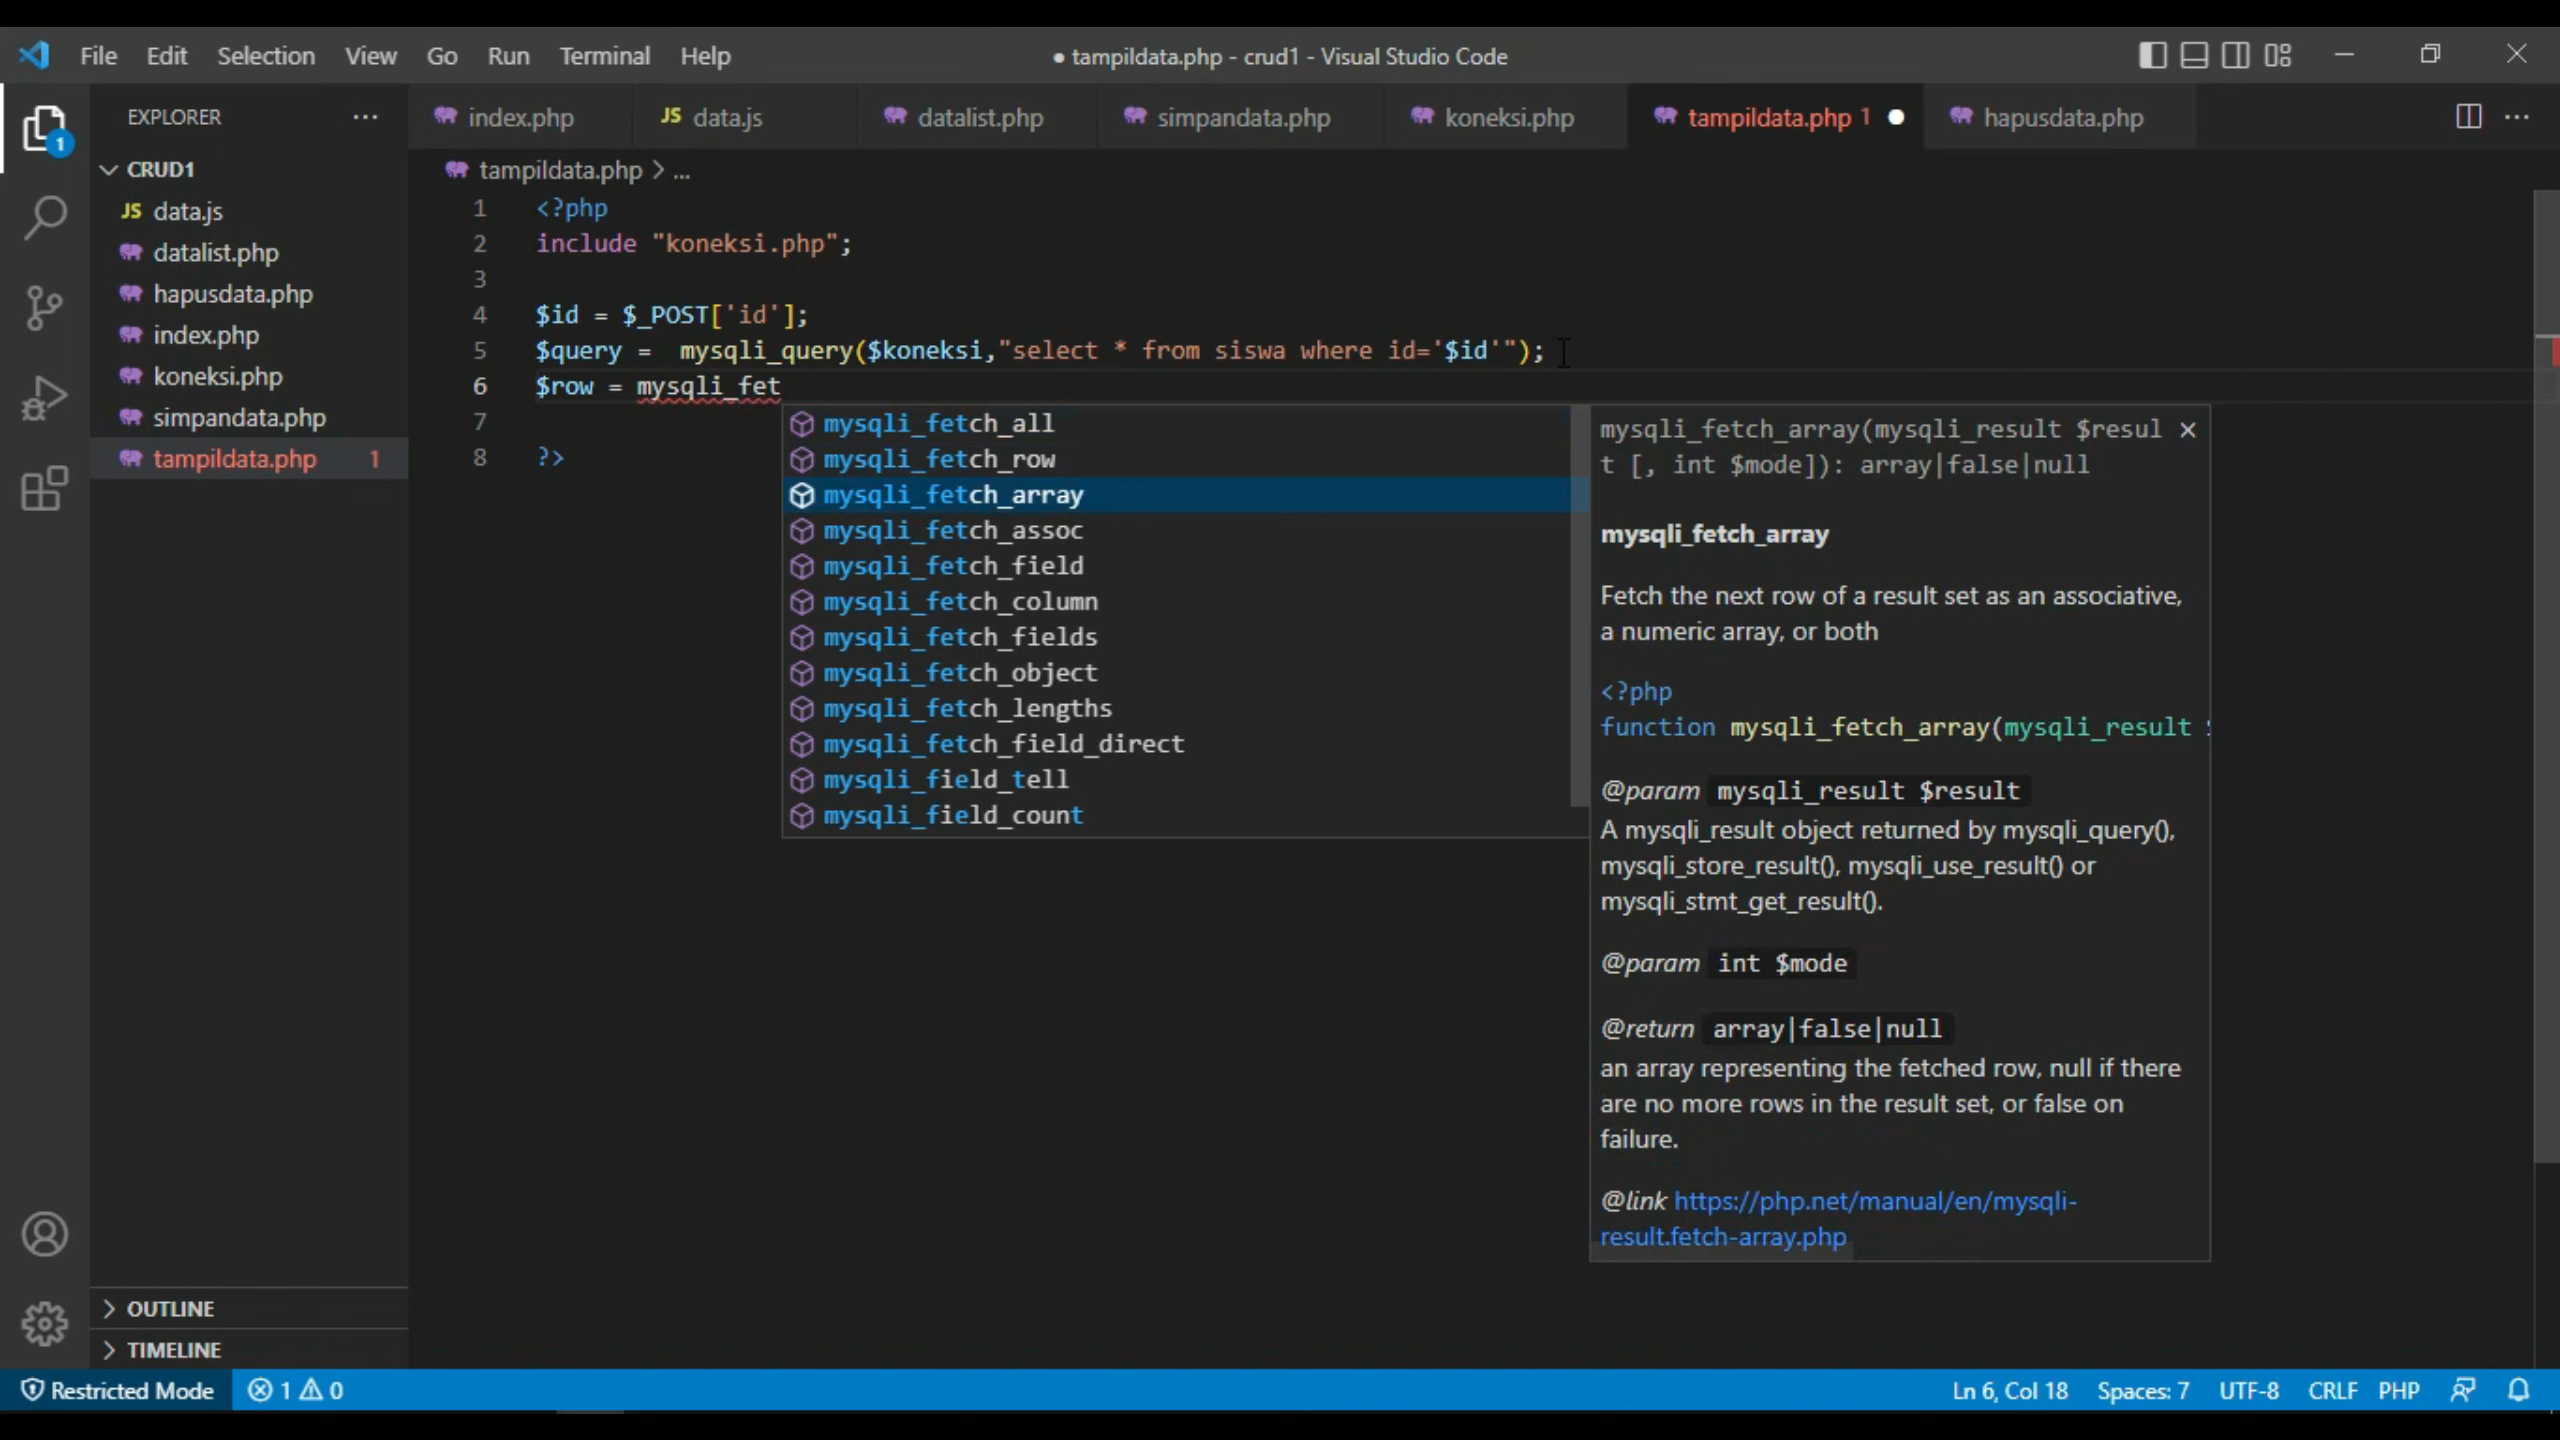 File Edit Selection View Go Run Terminal Help
● tampildata.php - crud1 - Visual Studio Code
EXPLORER ···
index.php
JS data.js
datalist.php
simpandata.php
koneksi.php
tampildata.php 1 ●
hapusdata.php
1
CRUD1
JS data.js
datalist.php
hapusdata.php
index.php
koneksi.php
simpandata.php
tampildata.php 1
OUTLINE
TIMELINE
tampildata.php > ...
1 <?php
2 include "koneksi.php";
3
4 $id = $_POST['id'];
5 $query =  mysqli_query($koneksi,"select * from siswa where id='$id'");
6 $row = mysqli_fet
7
8 ?>
mysqli_fetch_all
mysqli_fetch_row
mysqli_fetch_array
mysqli_fetch_assoc
mysqli_fetch_field
mysqli_fetch_column
mysqli_fetch_fields
mysqli_fetch_object
mysqli_fetch_lengths
mysqli_fetch_field_direct
mysqli_field_tell
mysqli_field_count
mysqli_fetch_array(mysqli_result $resul
t [, int $mode]): array|false|null
mysqli_fetch_array
Fetch the next row of a result set as an associative,
a numeric array, or both
<?php
function mysqli_fetch_array(mysqli_result
@param mysqli_result $result
A mysqli_result object returned by mysqli_query(),
mysqli_store_result(), mysqli_use_result() or
mysqli_stmt_get_result().
@param int $mode
@return array|false|null
an array representing the fetched row, null if there
are no more rows in the result set, or false on
failure.
@link https://php.net/manual/en/mysqli-
result.fetch-array.php
Restricted Mode 1 0
Ln 6, Col 18 Spaces: 7 UTF-8 CRLF PHP